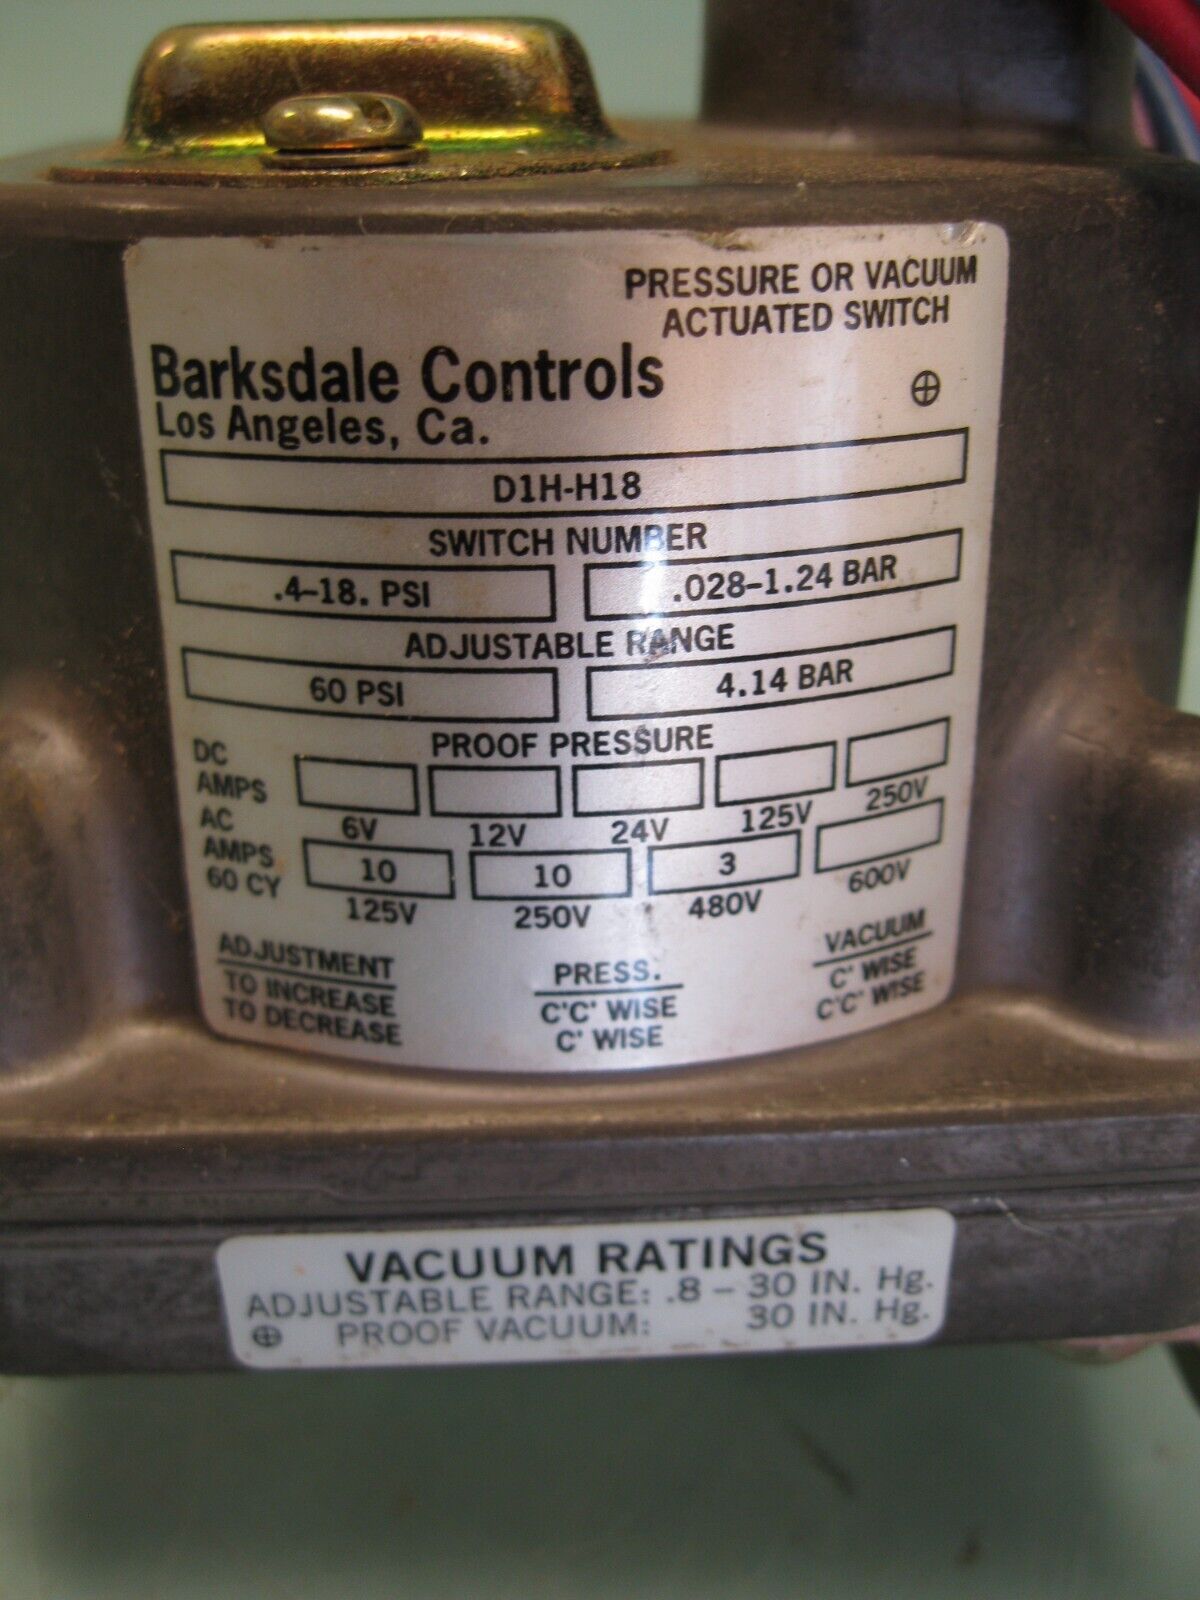 PRESSURE OR VACUUM
ACTUATED SWITCH
Barksdale Controls
Los Angeles, Ca.
D1H-H18
SWITCH NUMBER
.4-18. PSI .028-1.24 BAR
ADJUSTABLE RANGE
60 PSI 4.14 BAR
PROOF PRESSURE
DC
AMPS
6V 12V 24V 125V 250V
AC
AMPS
60 CY
10 10 3
125V 250V 480V 600V
ADJUSTMENT PRESS. VACUUM
TO INCREASE C'C' WISE C' WISE
TO DECREASE C' WISE C'C' WISE
VACUUM RATINGS
ADJUSTABLE RANGE: .8 - 30 IN. Hg.
PROOF VACUUM: 30 IN. Hg.